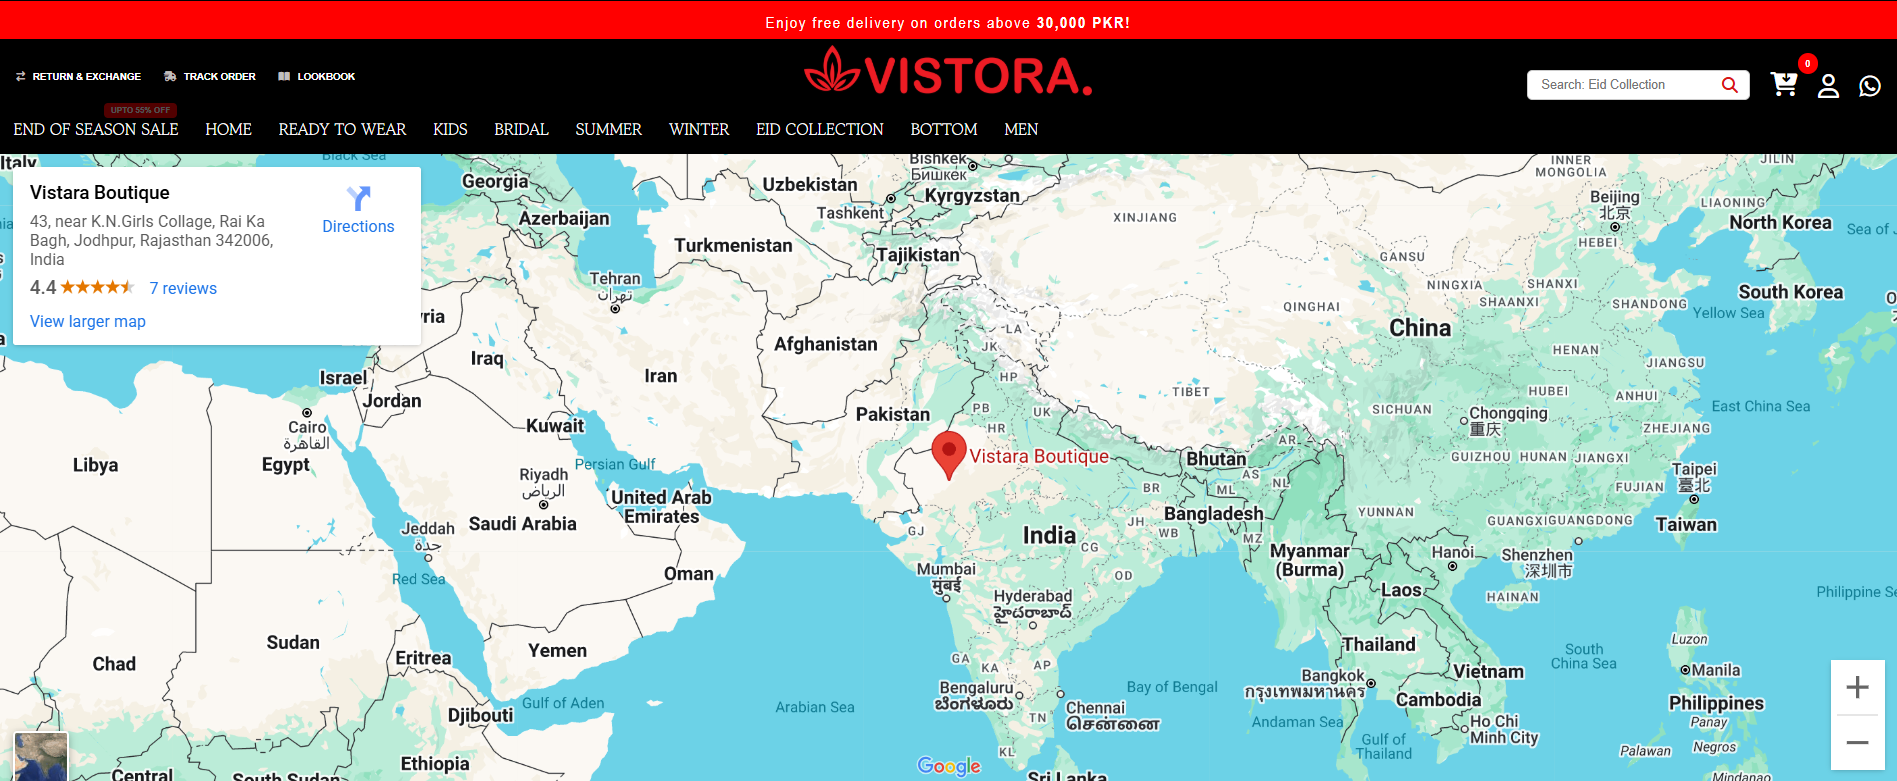 Enjoy free delivery on orders above 30,000 PKR!
RETURN & EXCHANGE
TRACK ORDER
LOOKBOOK
VISTORA.
Search: Eid Collection
0
UPTO 55% OFF
END OF SEASON SALE
HOME
READY TO WEAR
KIDS
BRIDAL
SUMMER
WINTER
EID COLLECTION
BOTTOM
MEN
Vistara Boutique
43, near K.N.Girls Collage, Rai Ka
Bagh, Jodhpur, Rajasthan 342006,
India
Directions
4.4
7 reviews
View larger map
Italy
Black Sea
Georgia
Azerbaijan
Uzbekistan
Tashkent
Bishkek
Бишкек
Kyrgyzstan
Turkmenistan
Tajikistan
XINJIANG
INNER
MONGOLIA
JILIN
Beijing
北京
LIAONING
North Korea
Sea of J
HEBEI
GANSU
NINGXIA
SHANXI
SHAANXI
SHANDONG
South Korea
Yellow Sea
Tehran
تهران
QINGHAI
China
LA
JK
HP
Afghanistan
ria
Iraq
Iran
Israel
Jordan
HENAN
JIANGSU
TIBET
HUBEI
ANHUI
SICHUAN
Chongqing
重庆
East China Sea
ZHEJIANG
Pakistan
PB
UK
HR
Cairo
القاهرة
Kuwait
Libya
Egypt
Persian Gulf
Riyadh
الرياض
Vistara Boutique
AR
Bhutan
AS
NL
GUIZHOU
HUNAN
JIANGXI
Taipei
臺北
FUJIAN
United Arab
Emirates
BR
ML
Saudi Arabia
Jeddah
جدة
Bangladesh
YUNNAN
GUANGXI
GUANGDONG
Taiwan
GJ
India
JH
WB
MZ
CG
Myanmar
(Burma)
Hanoi
Shenzhen
深圳市
Red Sea
Oman
Mumbai
मुंबई
OD
Hyderabad
హైదరాబాద్
Laos
HAINAN
Philippine Se
Sudan
Chad
Eritrea
Yemen
Thailand
Luzon
South
China Sea
GA
KA
AP
Bengaluru
ಬೆಂಗಳೂರು
Bay of Bengal
Bangkok
กรุงเทพมหานคร
Vietnam
Manila
Cambodia
Philippines
Djibouti
Gulf of Aden
Arabian Sea
TN
Chennai
சென்னை
Andaman Sea
Gulf of
Thailand
Ho Chi
Minh City
Panay
Palawan
Negros
KL
Ethiopia
Google
Central
South Sudan
Sri Lanka
Mindanao